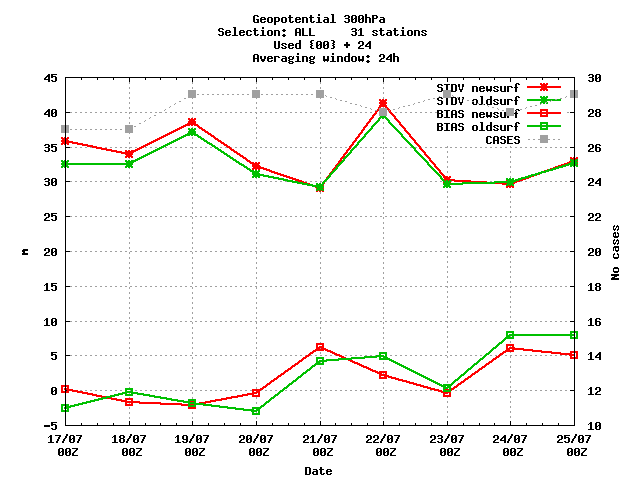 Geopotential 300hPa
Selection: ALL     31 stations
Used {00} + 24
Averaging window: 24h
45 30
STDV newsurf
STDV oldsurf
40 28
BIAS newsurf
BIAS oldsurf
CASES
35 26
30 24
25 22
m
No cases
20 20
15 18
10 16
5 14
0 12
-5 10
17/07 18/07 19/07 20/07 21/07 22/07 23/07 24/07 25/07
00Z 00Z 00Z 00Z 00Z 00Z 00Z 00Z 00Z
Date